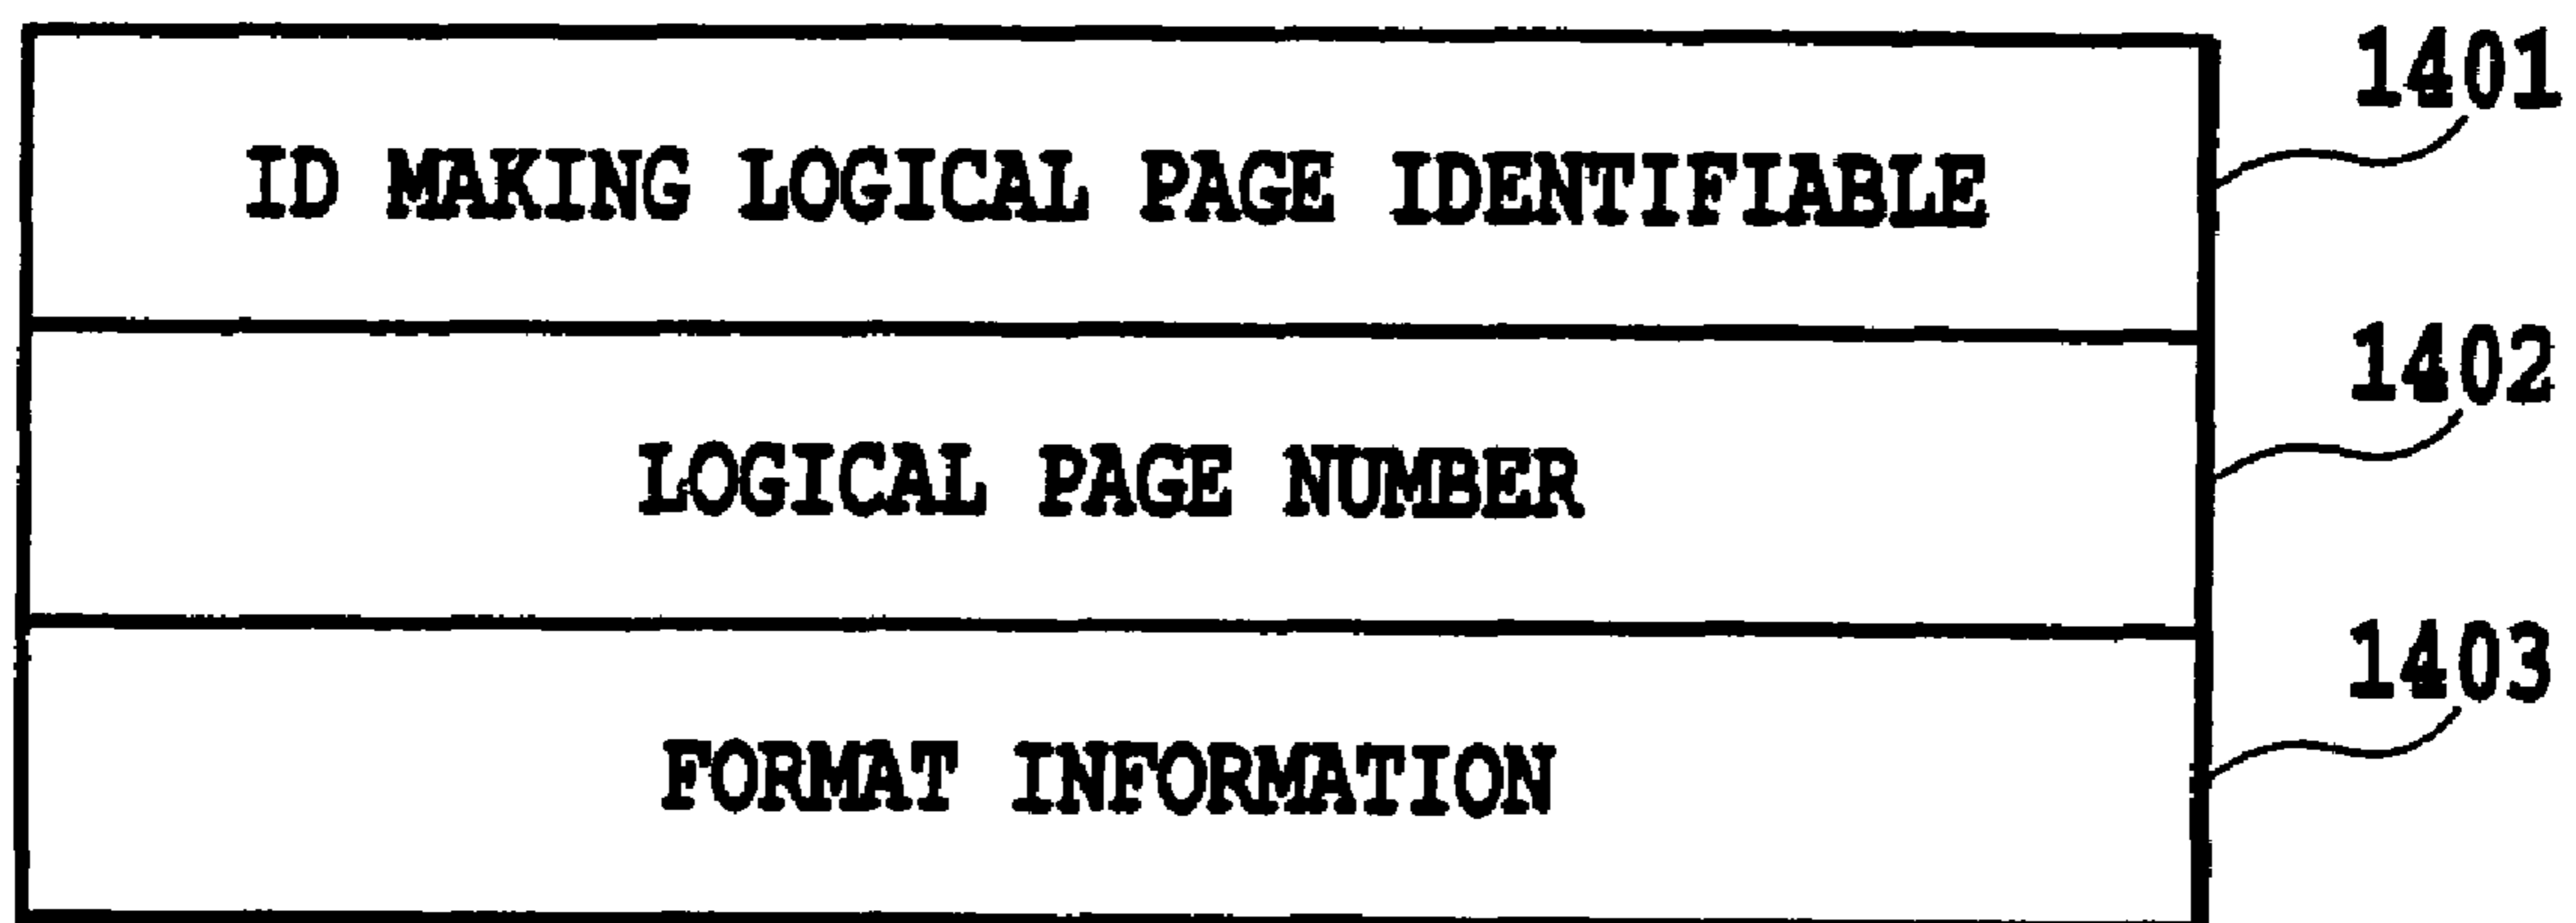 1401
ID MAKING LOGICAL PAGE IDENTIFIABLE
1402
LOGICAL PAGE NUMBER
1403
FORMAT INFORMATION